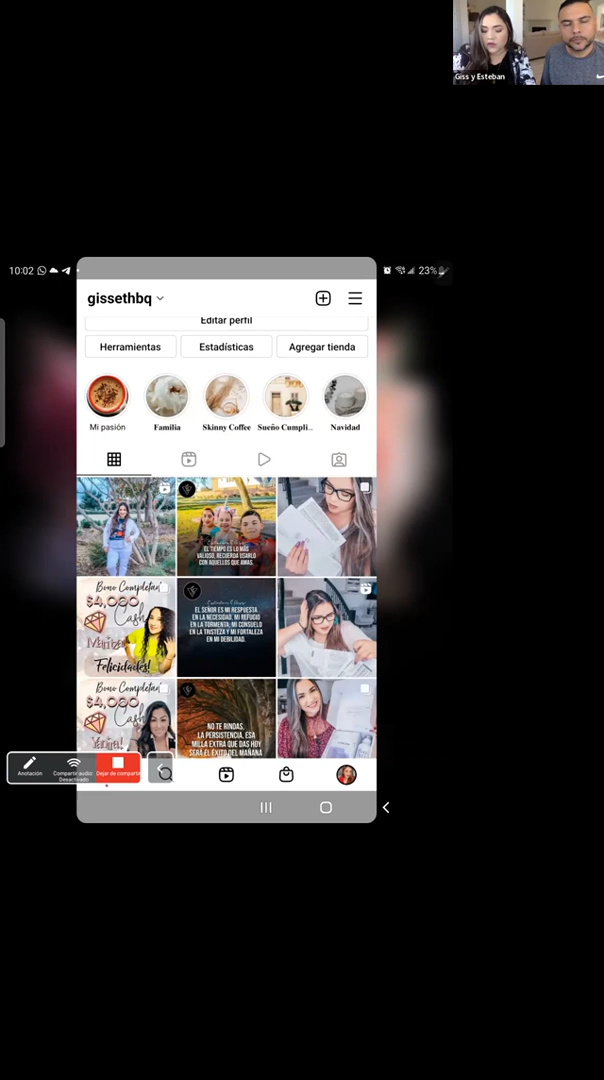 Giss y Esteban
10:02
23%
gissethbq
Editar perfil
Herramientas
Estadísticas
Agregar tienda
Mi pasión
Familia
Skinny Coffee
Sueño Cumpli...
Navidad
EL TIEMPO ES LO MÁS
VALIOSO, RECUERDA USARLO
CON AQUELLOS QUE AMAS.
Bono Completado
$4,000
Cash
Maritza
Felicidades!
EL SEÑOR ES MI RESPUESTA
EN LA NECESIDAD, MI REFUGIO
EN LA TORMENTA; MI CONSUELO
EN LA TRISTEZA Y MI FORTALEZA
EN MI DEBILIDAD.
Bono Completad
$4,000
Cash
Yanira!
NO TE RINDAS,
LA PERSISTENCIA, ESA
MILLA EXTRA QUE DAS HOY
SERÁ EL ÉXITO DEL MAÑANA
Anotación
Compartir audio:
Desactivado
Dejar de compartir